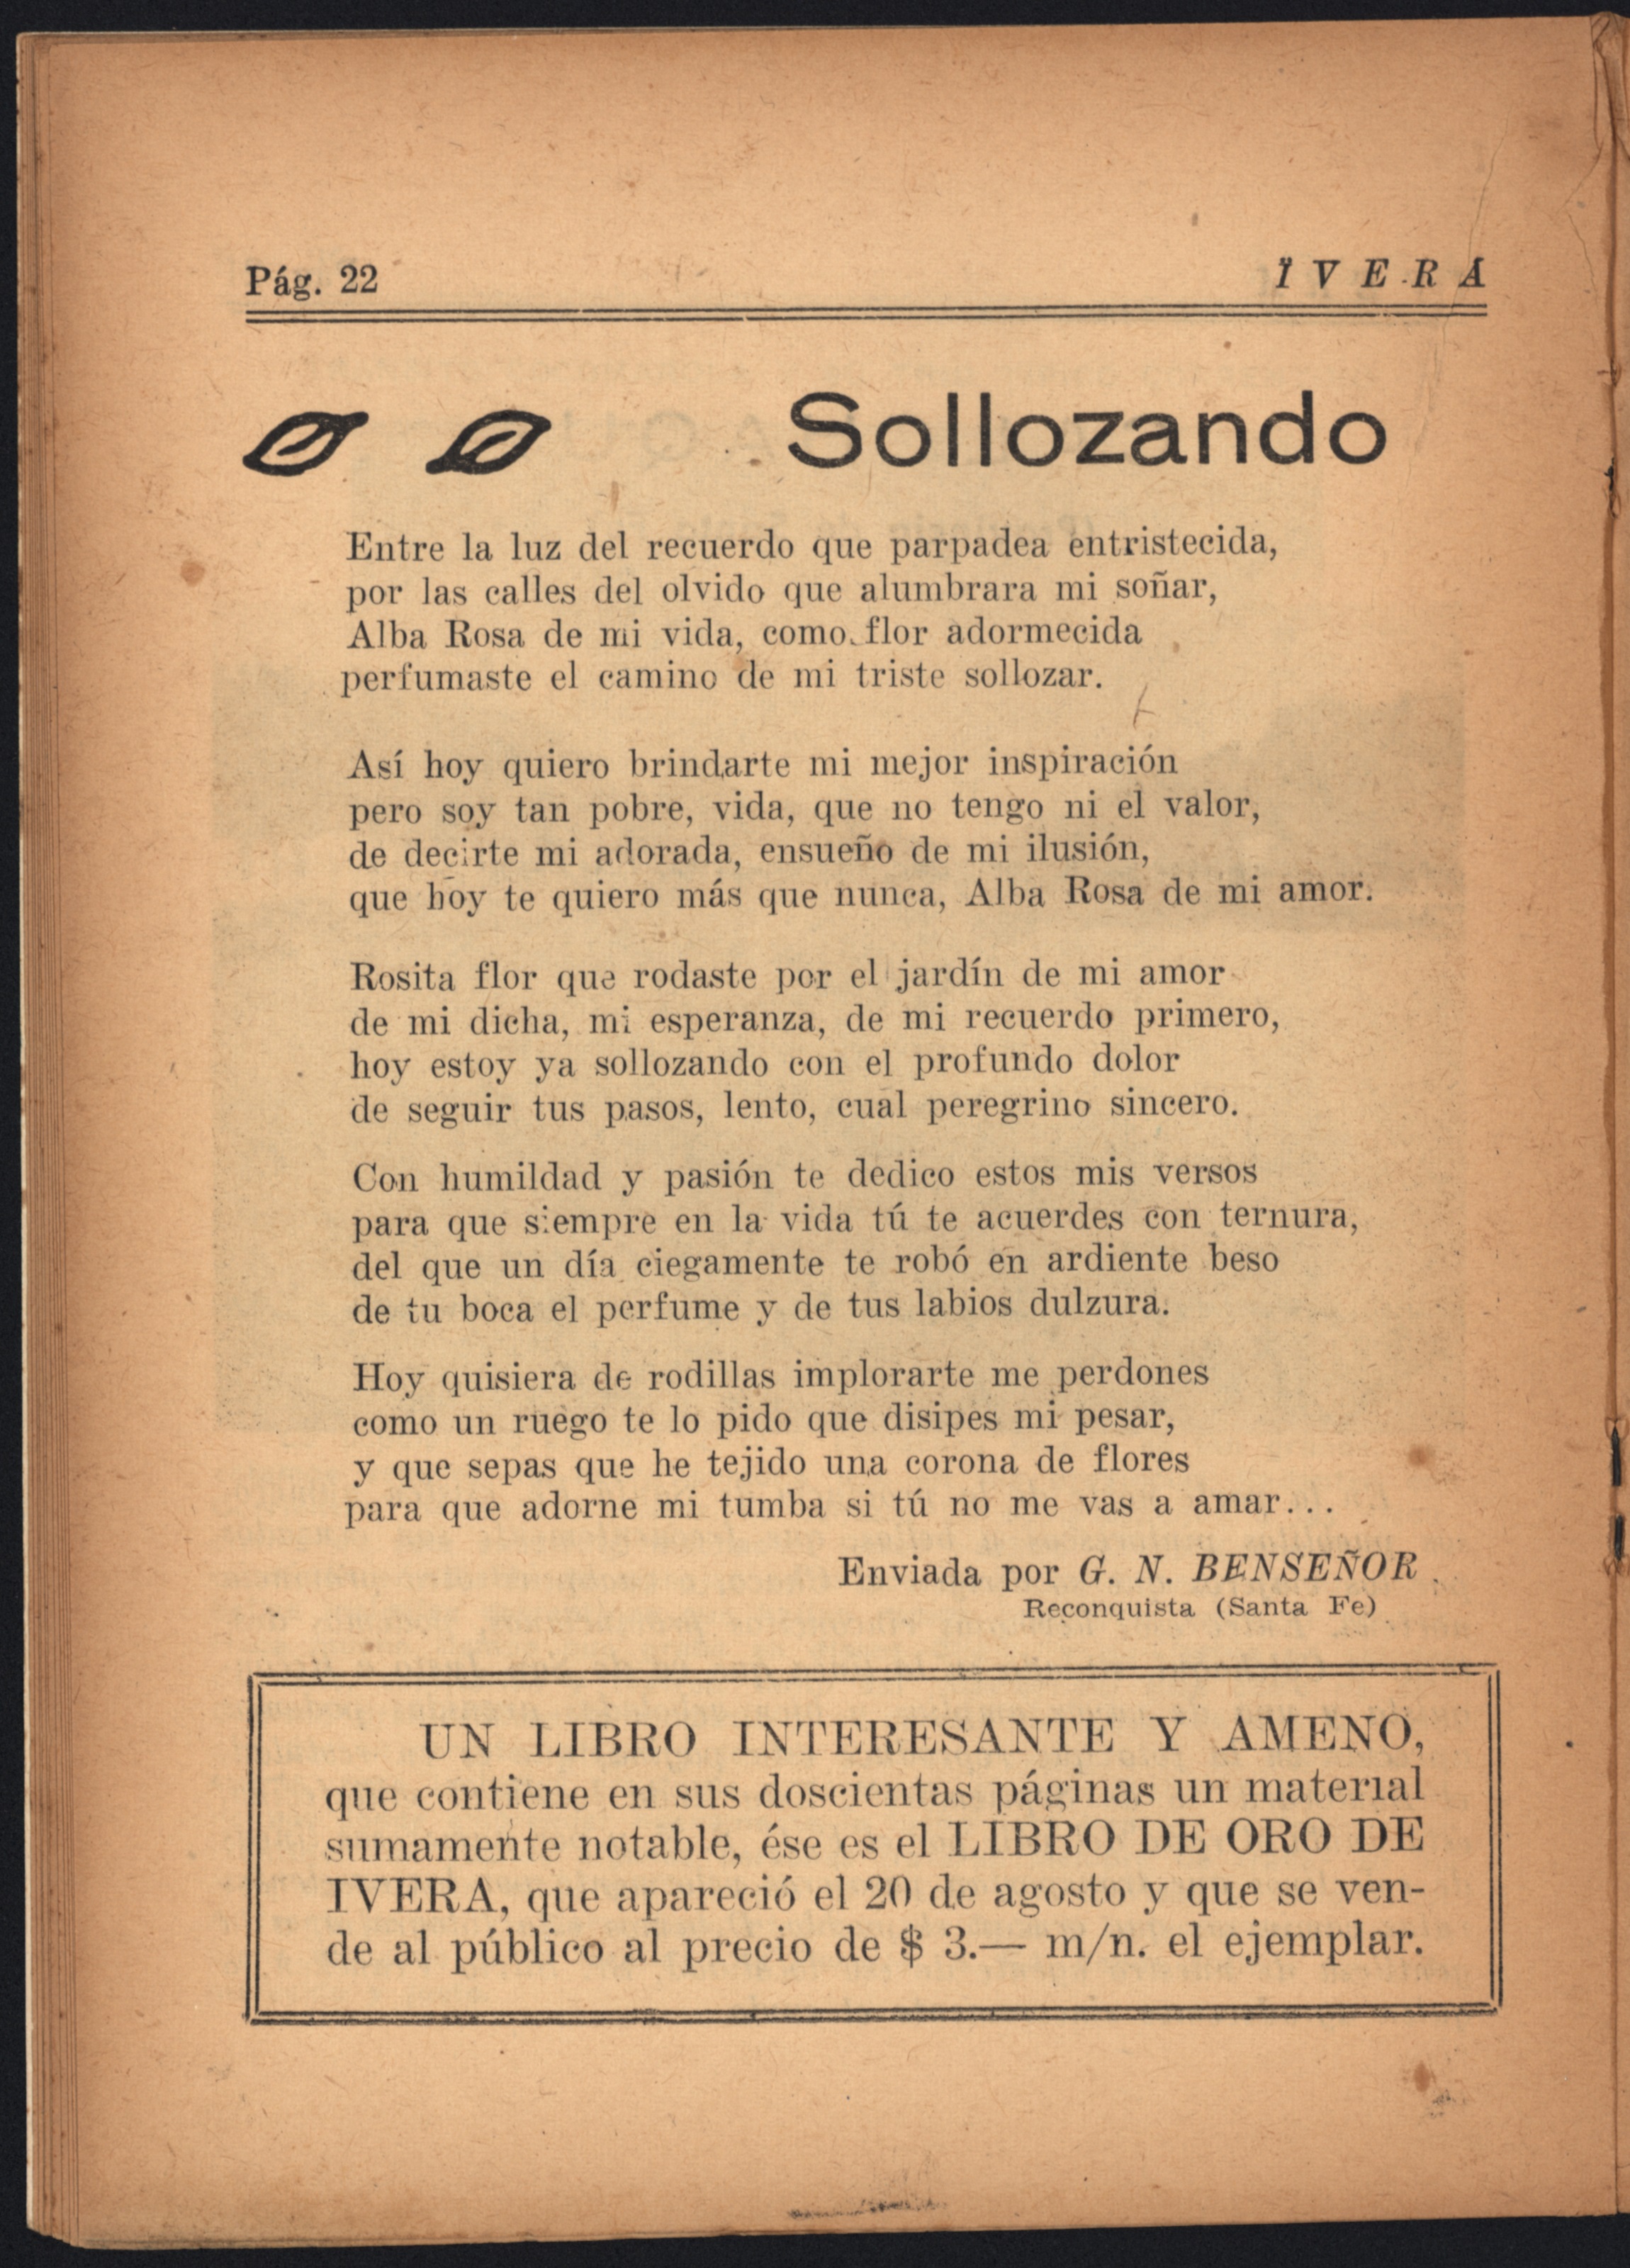 Pág. 22
IVERA
Sollozando
Entre la luz del recuerdo que parpadea entristecida,
por las calles del olvido que alumbrara mi soñar,
Alba Rosa de mi vida, como flor adormecida
perfumaste el camino de mi triste sollozar.
Así hoy quiero brindarte mi mejor inspiración
pero soy tan pobre, vida, que no tengo ni el valor,
de decirte mi adorada, ensueño de mi ilusión,
que hoy te quiero más que nunca, Alba Rosa de mi amor.
Rosita flor que rodaste por el jardín de mi amor
de mi dicha, mi esperanza, de mi recuerdo primero,
hoy estoy ya sollozando con el profundo dolor
de seguir tus pasos, lento, cual peregrino sincero.
Con humildad y pasión te dedico estos mis versos
para que siempre en la vida tú te acuerdes con ternura,
del que un día ciegamente te robó en ardiente beso
de tu boca el perfume y de tus labios dulzura.
Hoy quisiera de rodillas implorarte me perdones
como un ruego te lo pido que disipes mi pesar,
y que sepas que he tejido una corona de flores
para que adorne mi tumba si tú no me vas a amar...
Enviada por G. N. BENSEÑOR
Reconquista (Santa Fe)
UN LIBRO INTERESANTE Y AMENO,
que contiene en sus doscientas páginas un material
sumamente notable, ése es el LIBRO DE ORO DE
IVERA, que apareció el 20 de agosto y que se ven-
de al público al precio de $ 3.— m/n. el ejemplar.